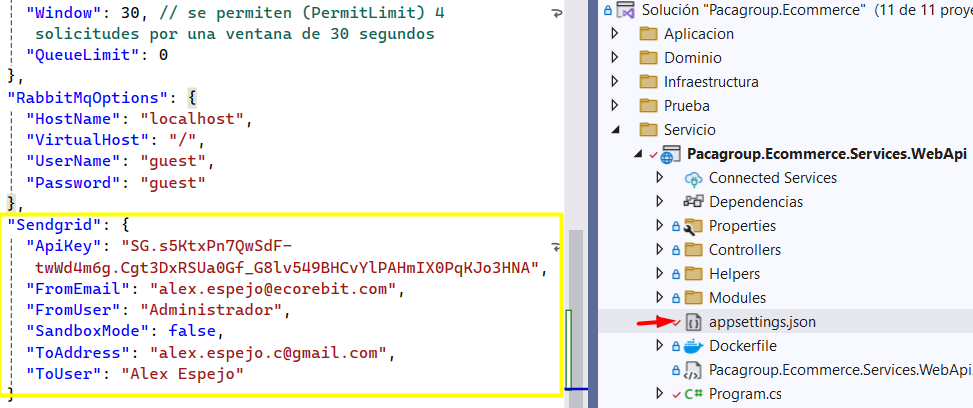 "Window": 30, // se permiten (PermitLimit) 4
solicitudes por una ventana de 30 segundos
"QueueLimit": 0
},
"RabbitMqOptions": {
"HostName": "localhost",
"VirtualHost": "/",
"UserName": "guest",
"Password": "guest"
},
"Sendgrid": {
"ApiKey": "SG.s5KtxPn7QwSdF-
twWd4m6g.Cgt3DxRSUa0Gf_G8lv549BHCvYlPAHmIX0PqKJo3HNA",
"FromEmail": "alex.espejo@ecorebit.com",
"FromUser": "Administrador",
"SandboxMode": false,
"ToAddress": "alex.espejo.c@gmail.com",
"ToUser": "Alex Espejo"
}
Solución "Pacagroup.Ecommerce" (11 de 11 proye
Aplicacion
Dominio
Infraestructura
Prueba
Servicio
Pacagroup.Ecommerce.Services.WebApi
Connected Services
Dependencias
Properties
Controllers
Helpers
Modules
appsettings.json
Dockerfile
Pacagroup.Ecommerce.Services.WebApi.
C# Program.cs